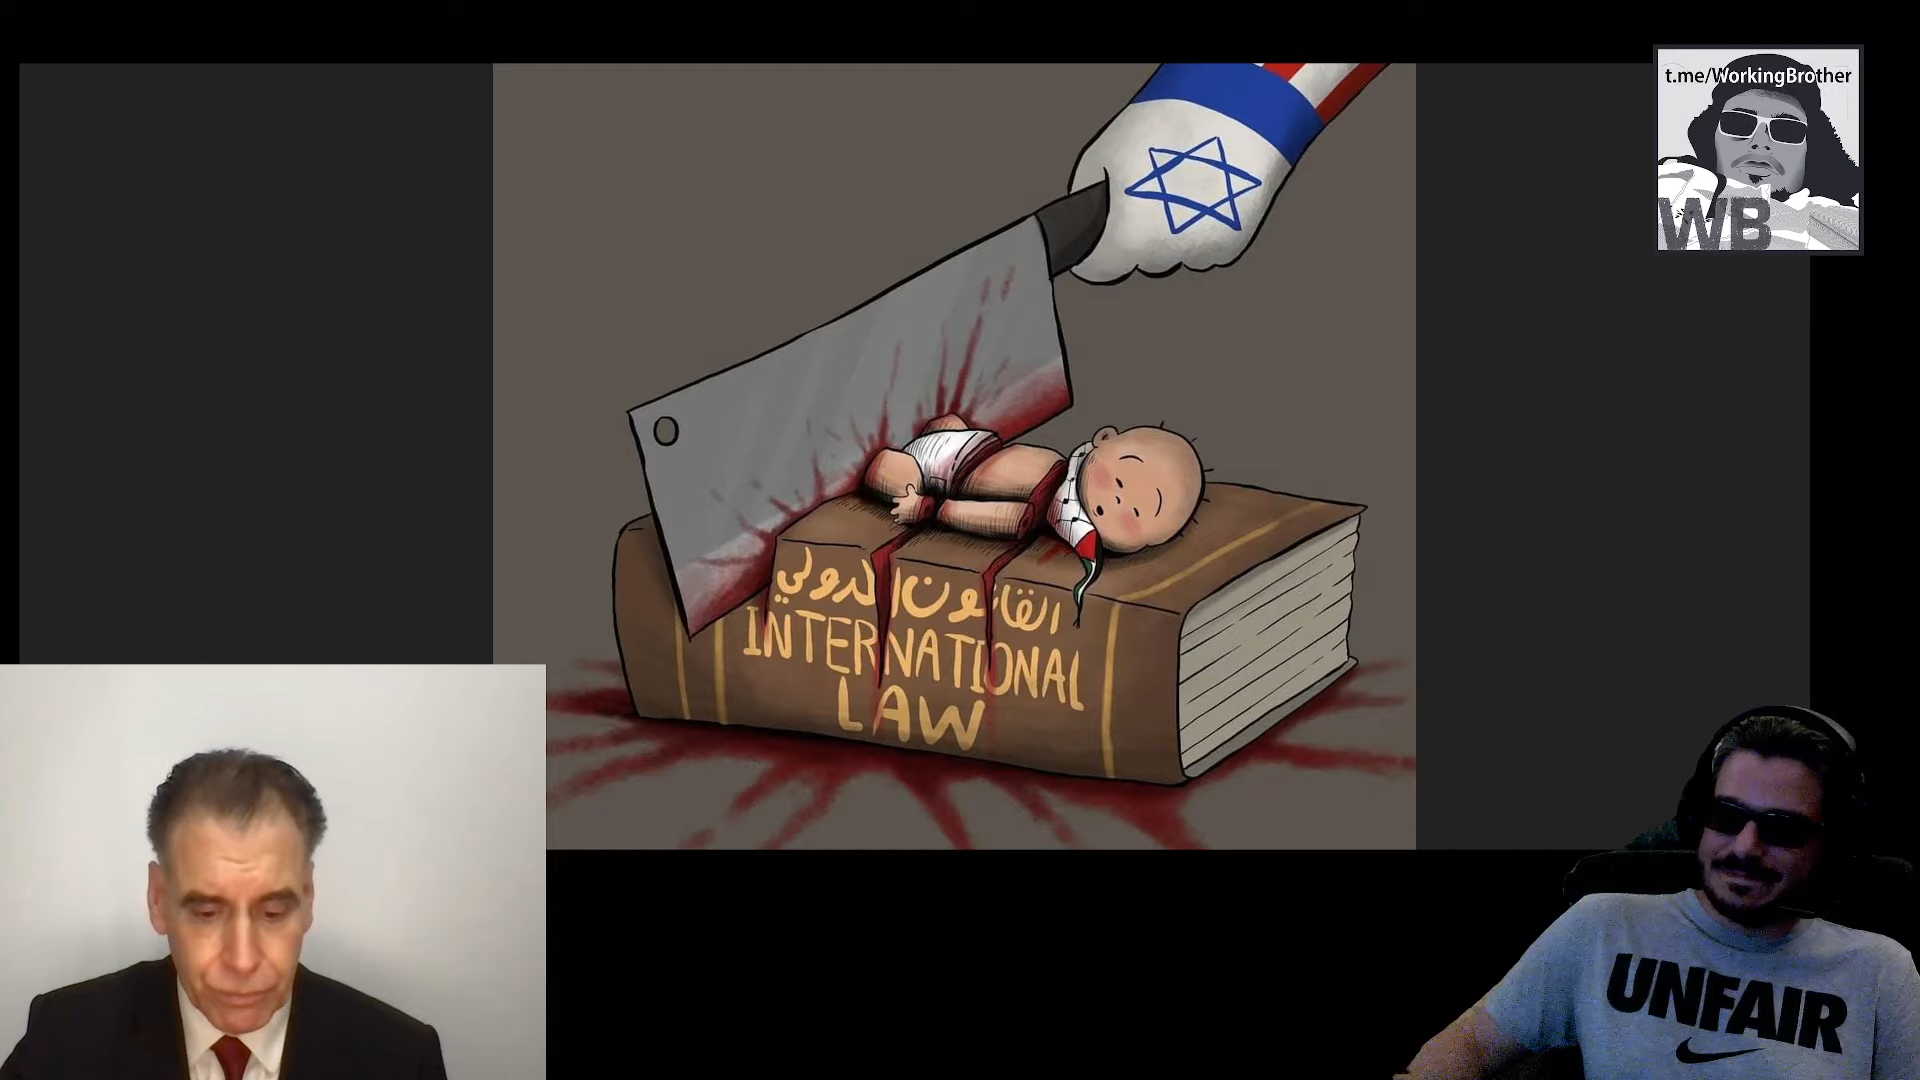 t.me/WorkingBrother
WB
القانون الدولي
INTERNATIONAL
LAW
UNFAIR